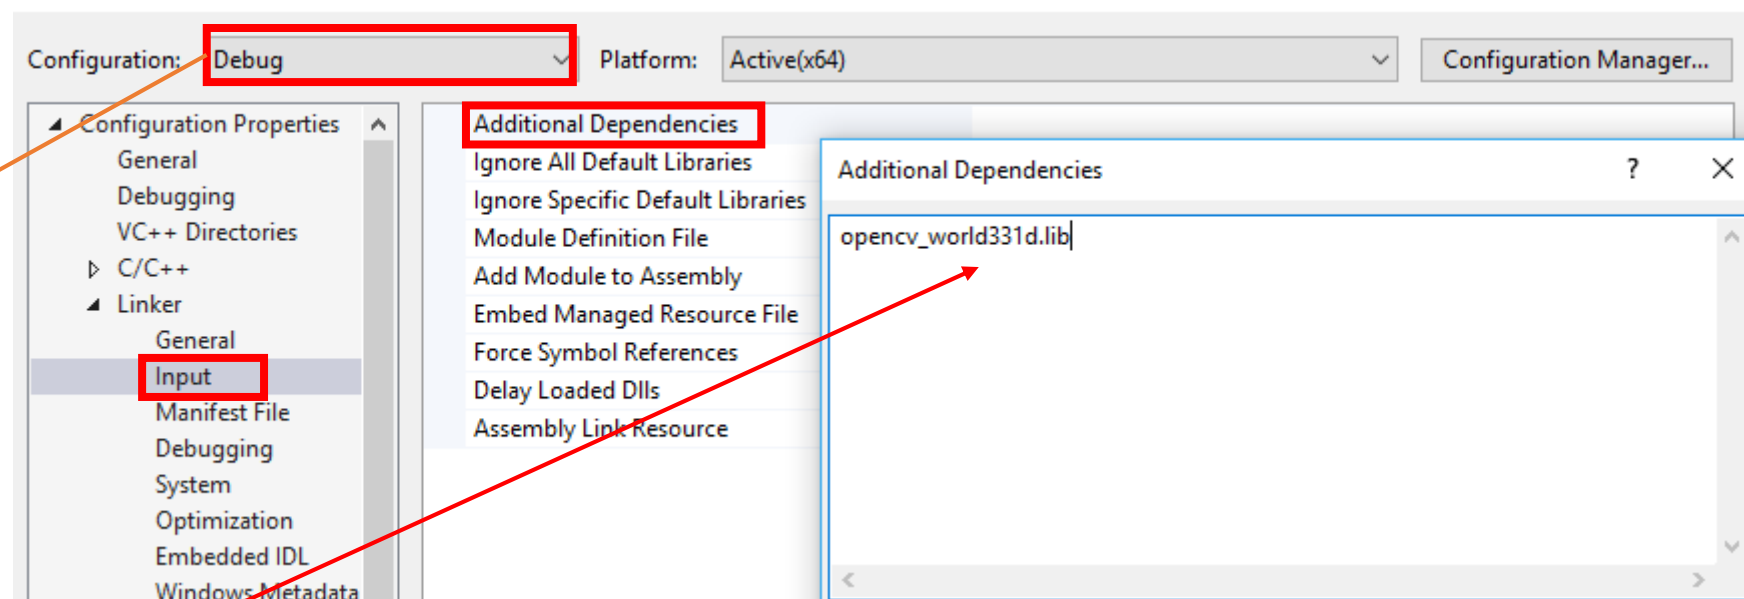 Configuration: Debug Platform: Active(x64) Configuration Manager...
Configuration Properties
General
Debugging
VC++ Directories
C/C++
Linker
General
Input
Manifest File
Debugging
System
Optimization
Embedded IDL
Windows Metadata
Additional Dependencies
Ignore All Default Libraries
Ignore Specific Default Libraries
Module Definition File
Add Module to Assembly
Embed Managed Resource File
Force Symbol References
Delay Loaded Dlls
Assembly Link Resource
Additional Dependencies ?
opencv_world331d.lib